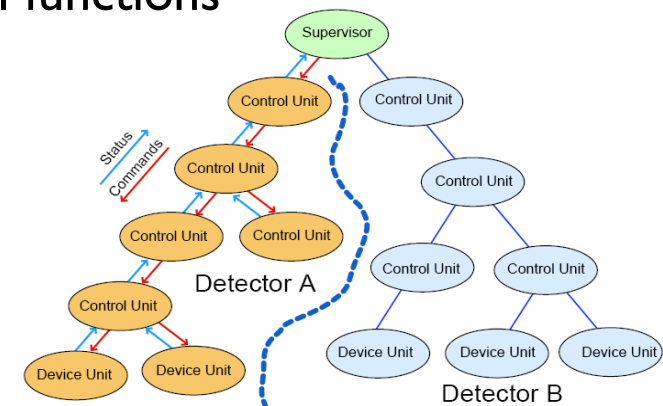 functions
Supervisor
Control Unit
Control Unit
Status
Commands
Control Unit
Control Unit
Control Unit
Control Unit
Control Unit
Control Unit
Detector A
Control Unit
Device Unit
Device Unit
Device Unit
Device Unit
Device Unit
Detector B